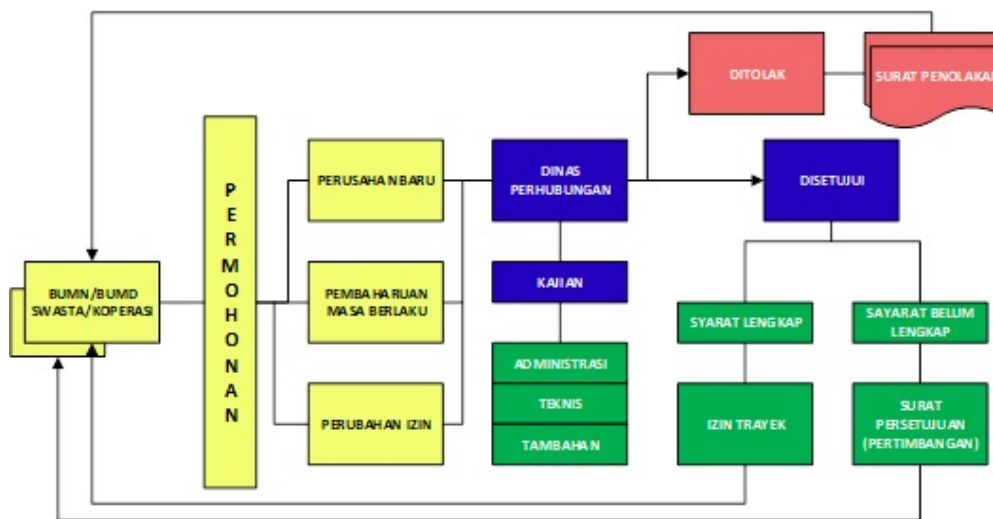 DITOLAK
SURAT PENOLAKAN
PERMOHONAN
PERUSAHAN BARU
DINAS
PERHUBUNGAN
DISETUJUI
BUMN/BUMD
SWASTA/KOPERASI
PEMBAHARUAN
MASA BERLAKU
KAJIAN
SYARAT LENGKAP
SAYARAT BELUM
LENGKAP
ADMINISTRASI
TEKNIS
TAMBAHAN
PERUBAHAN IZIN
IZIN TRAYEK
SURAT
PERSETUJUAN
(PERTIMBANGAN)